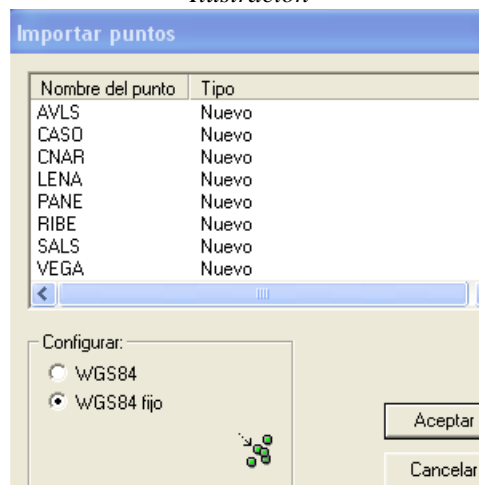 Ilustración
Importar puntos
Nombre del punto Tipo
AVLS Nuevo
CASO Nuevo
CNAR Nuevo
LENA Nuevo
PANE Nuevo
RIBE Nuevo
SALS Nuevo
VEGA Nuevo
Configurar:
WGS84
WGS84 fijo
Aceptar
Cancelar